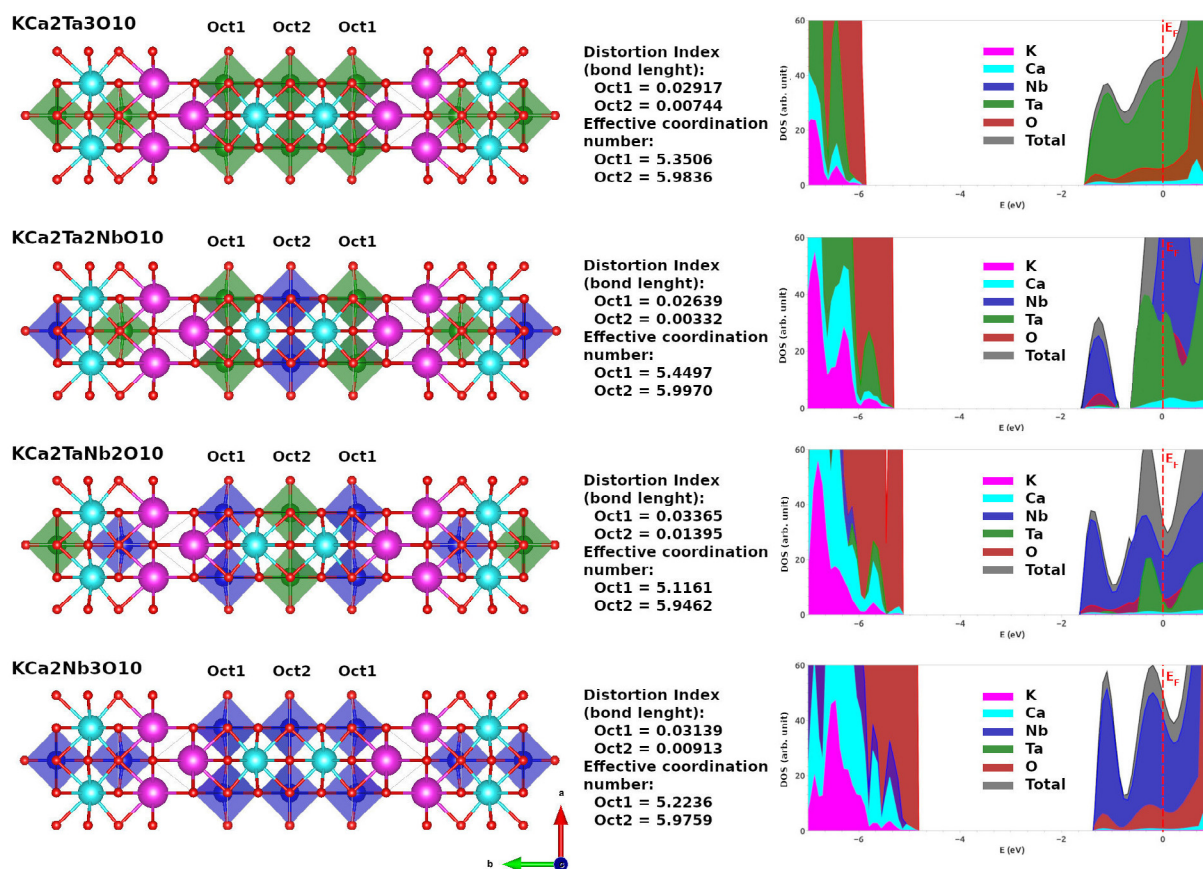 KCa2Ta3O10
Oct1 Oct2 Oct1
Distortion Index
(bond lenght):
Oct1 = 0.02917
Oct2 = 0.00744
Effective coordination
number:
Oct1 = 5.3506
Oct2 = 5.9836
60
40
20
0
DOS (arb. unit)
EF
K
Ca
Nb
Ta
O
Total
−6 −4 −2 0
E (eV)
KCa2Ta2NbO10
Oct1 Oct2 Oct1
Distortion Index
(bond lenght):
Oct1 = 0.02639
Oct2 = 0.00332
Effective coordination
number:
Oct1 = 5.4497
Oct2 = 5.9970
60
40
20
0
DOS (arb. unit)
EF
K
Ca
Nb
Ta
O
Total
−6 −4 −2 0
E (eV)
KCa2TaNb2O10
Oct1 Oct2 Oct1
Distortion Index
(bond lenght):
Oct1 = 0.03365
Oct2 = 0.01395
Effective coordination
number:
Oct1 = 5.1161
Oct2 = 5.9462
60
40
20
0
DOS (arb. unit)
EF
K
Ca
Nb
Ta
O
Total
−6 −4 −2 0
E (eV)
KCa2Nb3O10
Oct1 Oct2 Oct1
Distortion Index
(bond lenght):
Oct1 = 0.03139
Oct2 = 0.00913
Effective coordination
number:
Oct1 = 5.2236
Oct2 = 5.9759
a
b
60
40
20
0
DOS (arb. unit)
EF
K
Ca
Nb
Ta
O
Total
−6 −4 −2 0
E (eV)